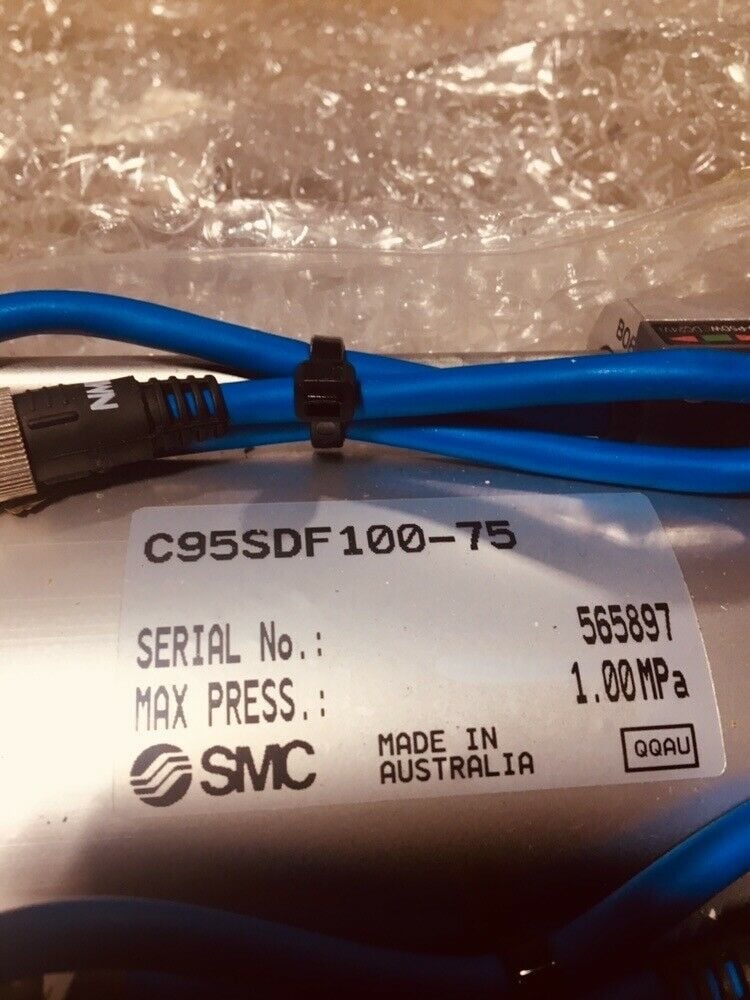 C95SDF100-75
SERIAL No.: 565897
MAX PRESS.: 1.00MPa
SMC
MADE IN
AUSTRALIA
QQAU